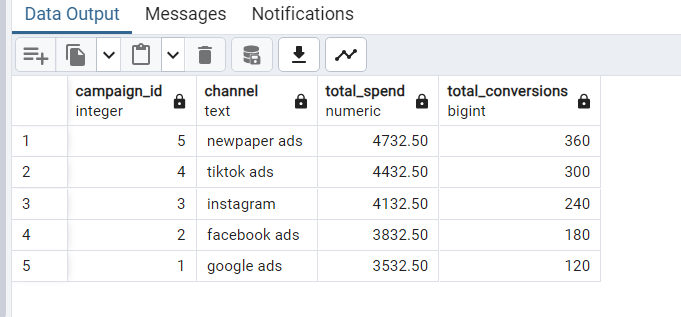 Data Output Messages Notifications
campaign_id channel total_spend total_conversions
integer text numeric bigint
1 5 newpaper ads 4732.50 360
2 4 tiktok ads 4432.50 300
3 3 instagram 4132.50 240
4 2 facebook ads 3832.50 180
5 1 google ads 3532.50 120